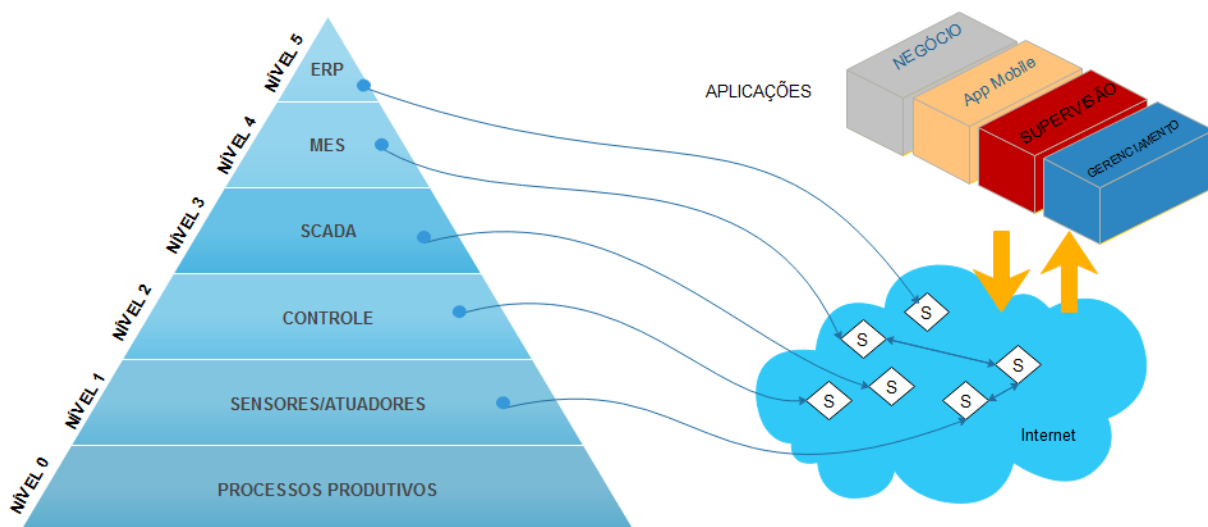 NÍVEL 5
ERP
NÍVEL 4
MES
NÍVEL 3
SCADA
NÍVEL 2
CONTROLE
NÍVEL 1
SENSORES/ATUADORES
NÍVEL 0
PROCESSOS PRODUTIVOS
APLICAÇÕES
NEGÓCIO
App Mobile
SUPERVISÃO
GERENCIAMENTO
S
S
S
S
S
S
Internet